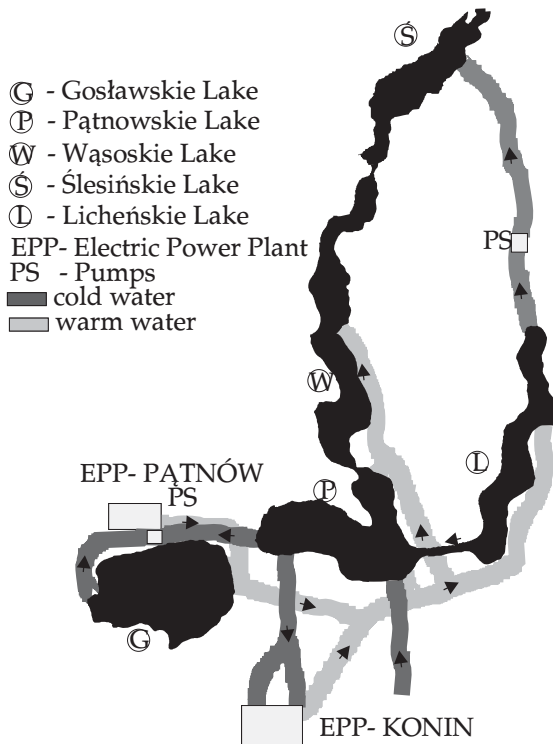 Ś
G - Gosławskie Lake
P - Pątnowskie Lake
W - Wąsoskie Lake
Ś - Ślesińskie Lake
L - Licheńskie Lake
EPP- Electric Power Plant
PS - Pumps
cold water
warm water
PS
W
L
EPP- PĄTNÓW
PS
P
G
EPP- KONIN